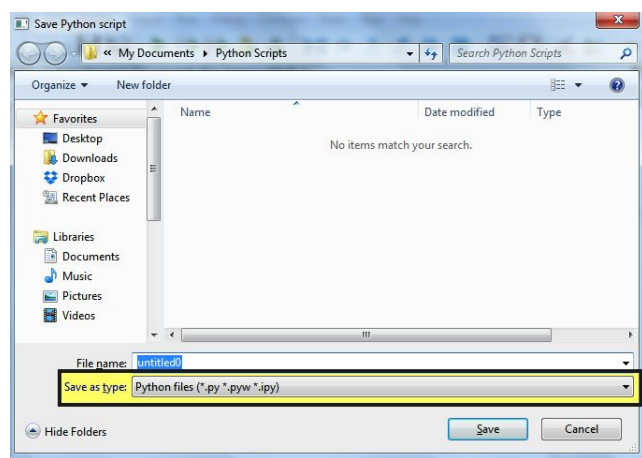 Save Python script
« My Documents Python Scripts
Search Python Scripts
Organize New folder
Name Date modified Type
Favorites
No items match your search.
Desktop
Downloads
Dropbox
Recent Places
Libraries
Documents
Music
Pictures
Videos
File name: untitled0
Save as type: Python files (*.py *.pyw *.ipy)
Hide Folders
Save Cancel